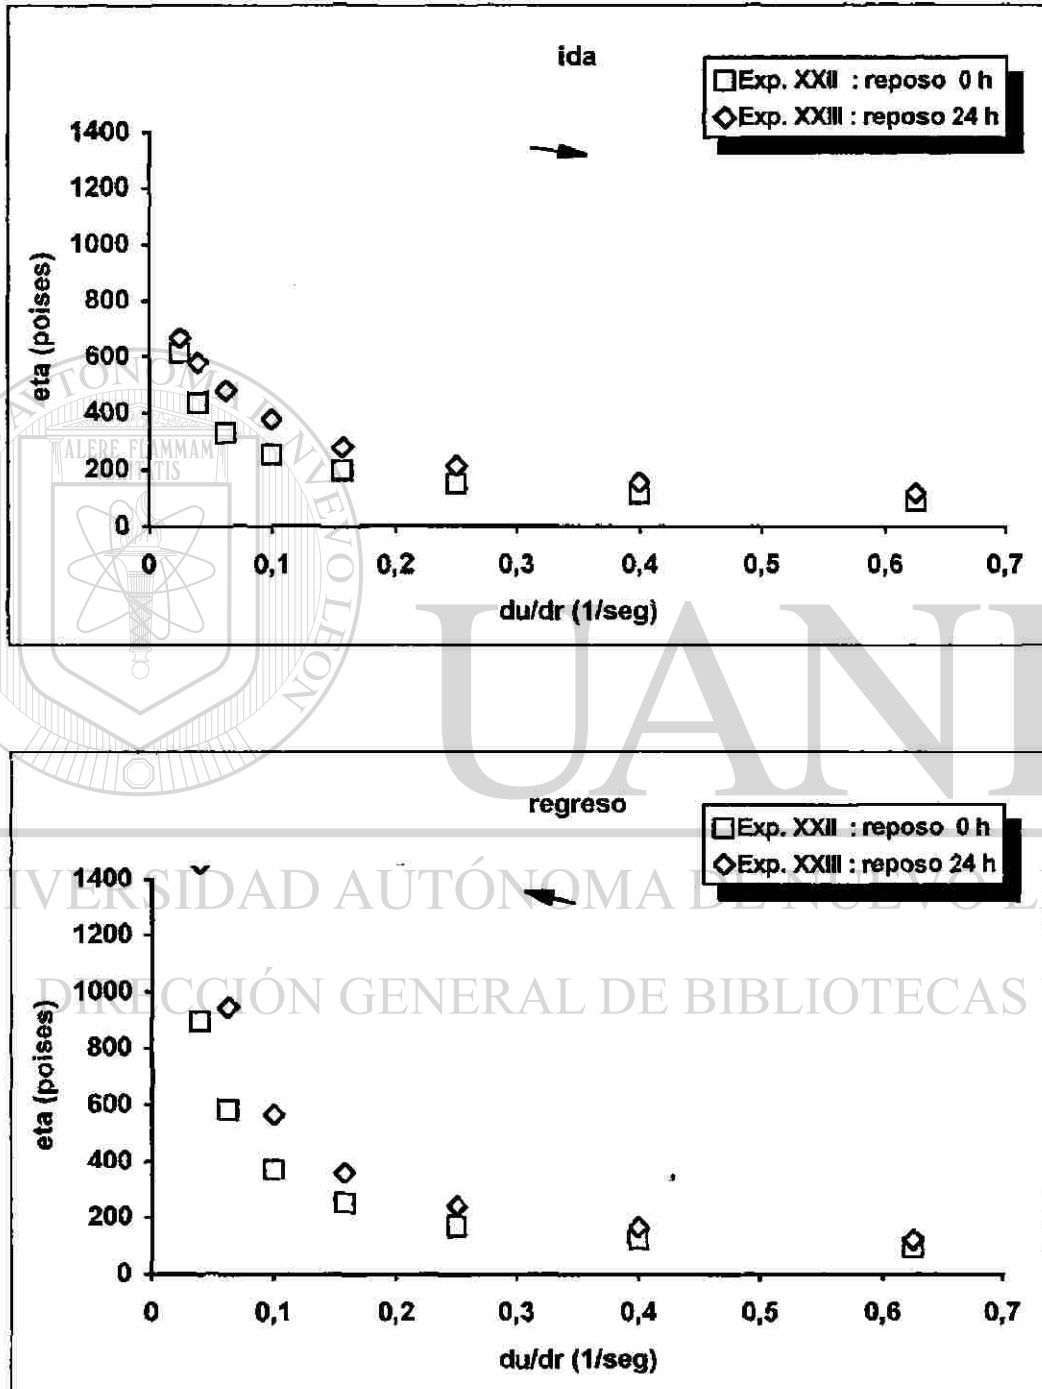 ida
Exp. XXII : reposo 0 h
Exp. XXIII : reposo 24 h
1400
1200
1000
800
600
400
200
0
eta (poises)
0
0,1
0,2
0,3
0,4
0,5
0,6
0,7
du/dr (1/seg)
ALERE FLAMMAM
UANL
regreso
Exp. XXII : reposo 0 h
Exp. XXIII : reposo 24 h
1400
1200
1000
800
600
400
200
0
eta (poises)
0
0,1
0,2
0,3
0,4
0,5
0,6
0,7
du/dr (1/seg)
IVERSIDAD AUTÓNOMA DE NUEVO L
DIRECCIÓN GENERAL DE BIBLIOTECAS